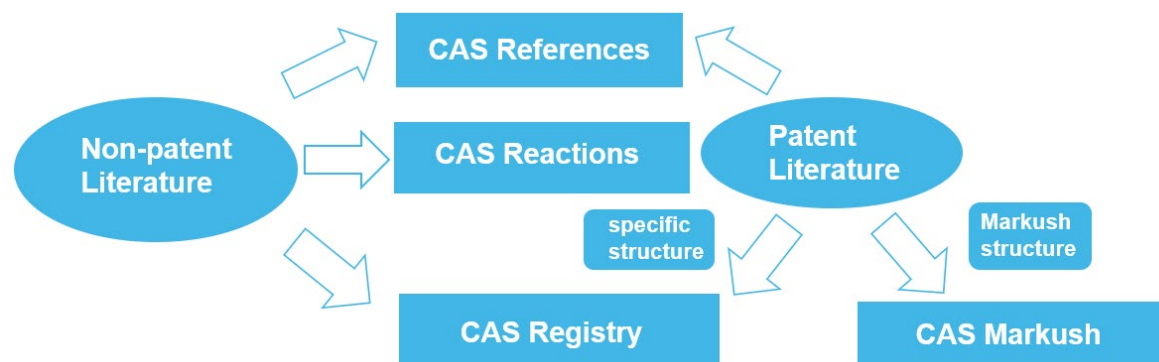 CAS References
Non-patent
Literature
CAS Reactions
Patent
Literature
specific
structure
Markush
structure
CAS Registry
CAS Markush